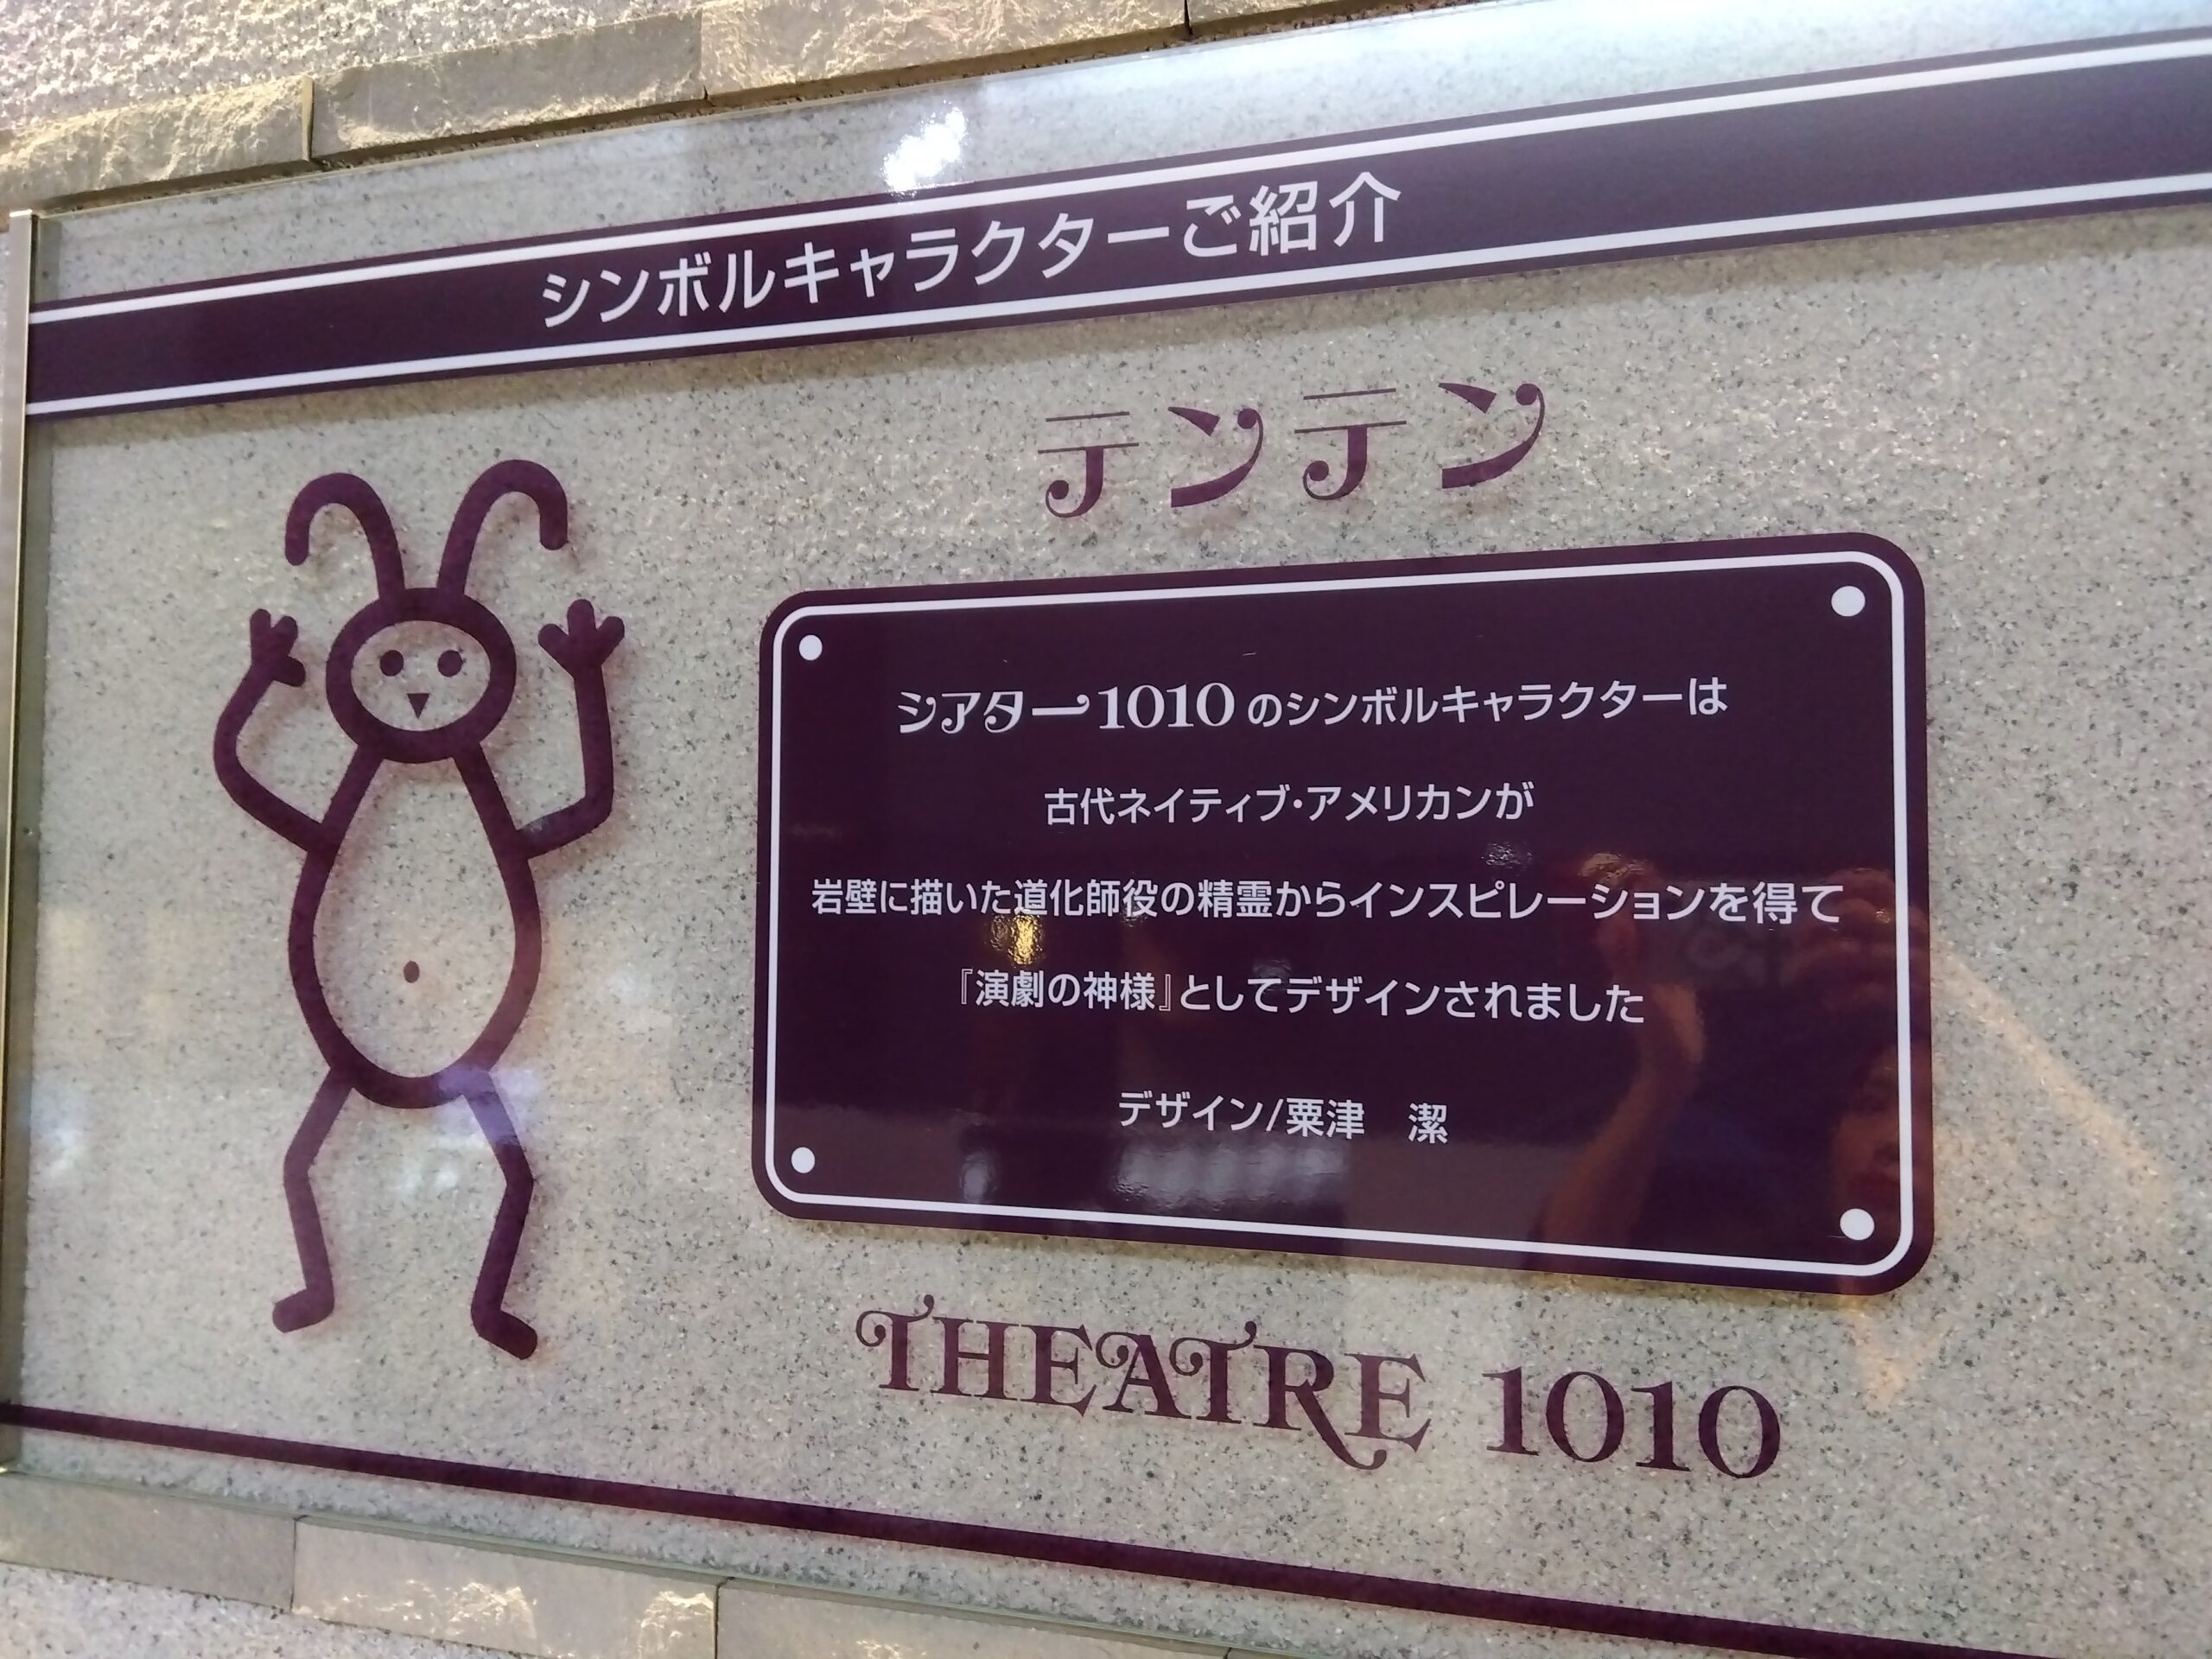 シンボルキャラクターご紹介
テンテン
シアター1010のシンボルキャラクターは
古代ネイティブ・アメリカンが
岩壁に描いた道化師役の精霊からインスピレーションを得て
『演劇の神様』としてデザインされました
デザイン/粟津　潔
THEATRE 1010